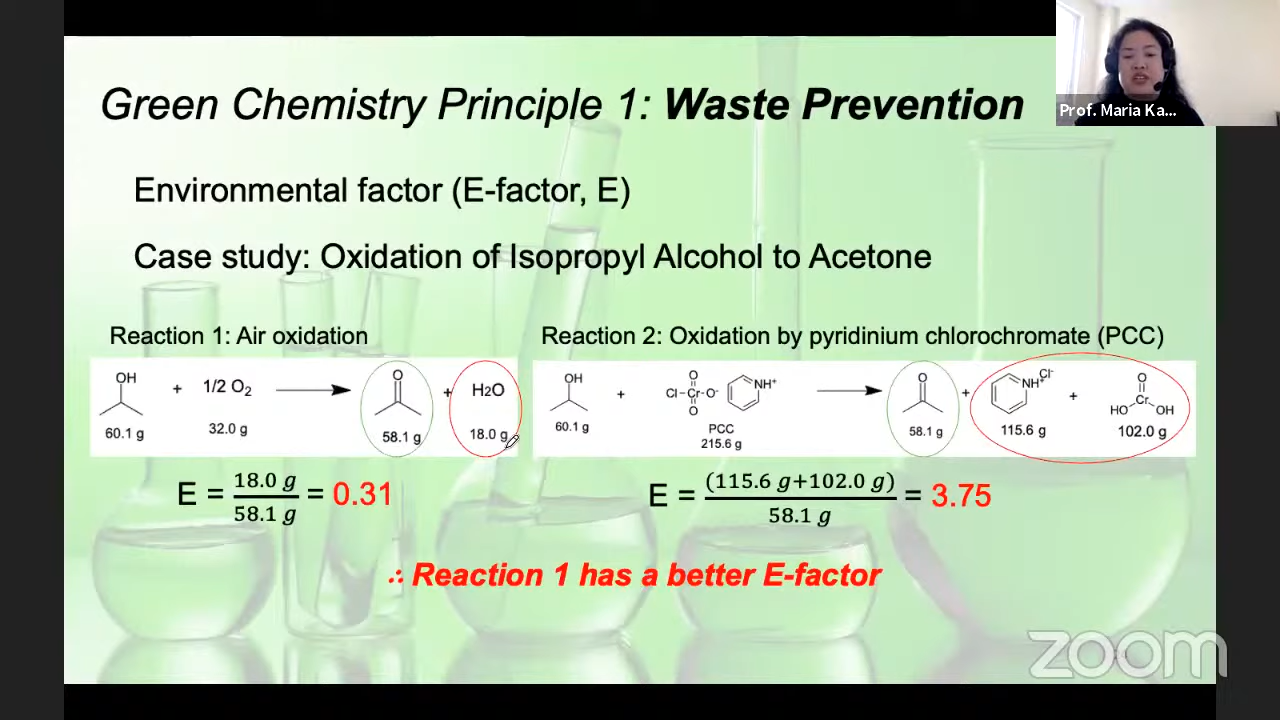 Green Chemistry Principle 1: Waste Prevention
Prof. Maria Ka...
Environmental factor (E-factor, E)
Case study: Oxidation of Isopropyl Alcohol to Acetone
Reaction 1: Air oxidation
OH + 1/2 O2 O + H2O
60.1 g 32.0 g 58.1 g 18.0 g
E = 18.0 g / 58.1 g = 0.31
Reaction 2: Oxidation by pyridinium chlorochromate (PCC)
OH + O Cl-Cr-O- O NH+ O + NH+ Cl- + O HO Cr OH
60.1 g PCC 215.6 g 58.1 g 115.6 g 102.0 g
E = (115.6 g+102.0 g) / 58.1 g = 3.75
∴ Reaction 1 has a better E-factor
zoom